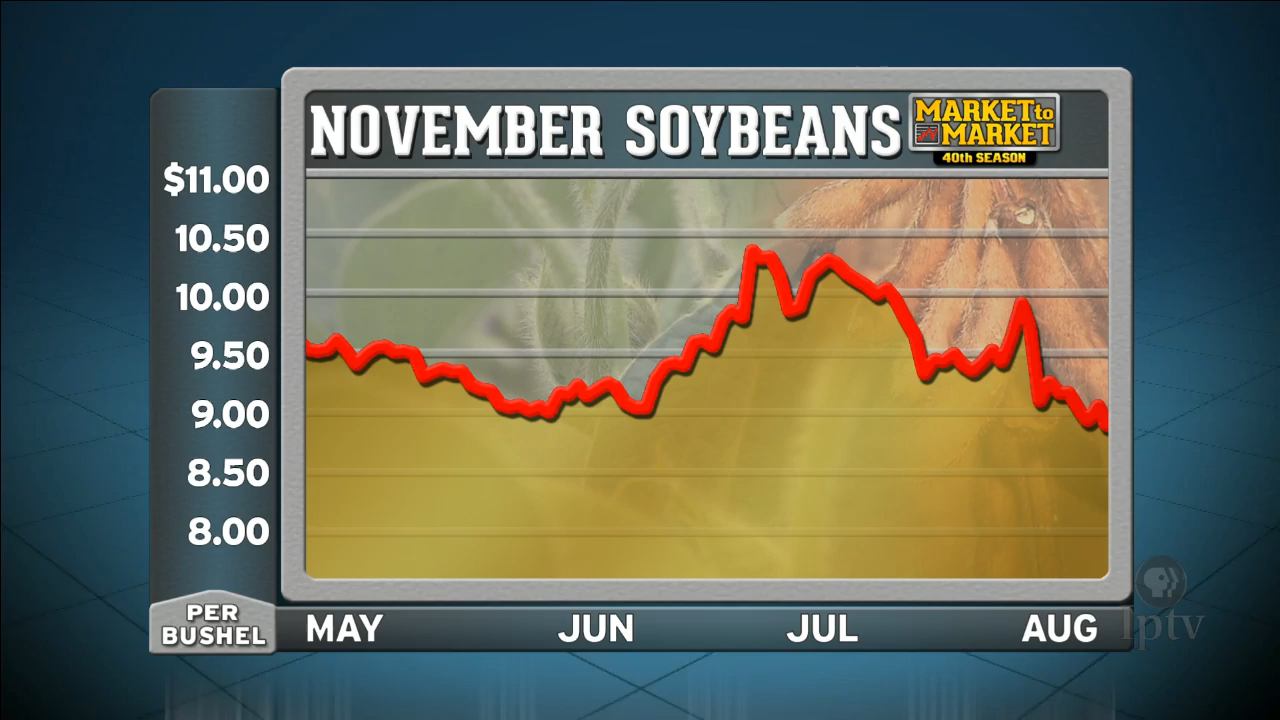 NOVEMBER SOYBEANS
MARKET to
MARKET
40th SEASON
$11.00
10.50
10.00
9.50
9.00
8.50
8.00
PER
BUSHEL
MAY JUN JUL AUG
Iptv